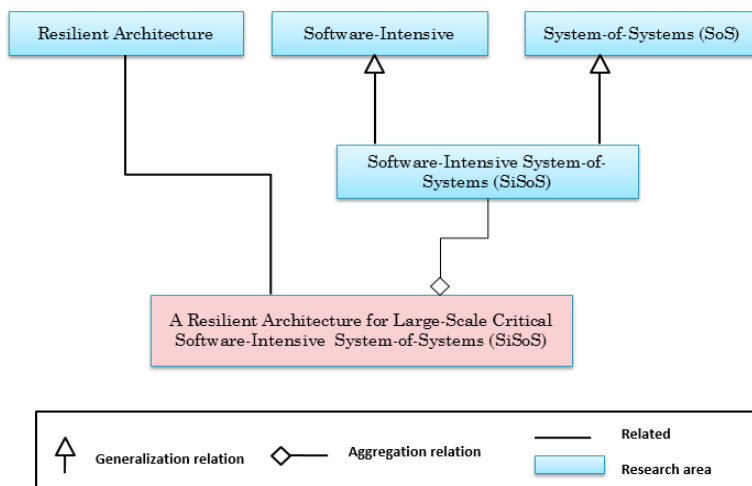 Resilient Architecture
Software-Intensive
System-of-Systems (SoS)
Software-Intensive System-of-
Systems (SiSoS)
A Resilient Architecture for Large-Scale Critical
Software-Intensive System-of-Systems (SiSoS)
Generalization relation
Aggregation relation
Related
Research area